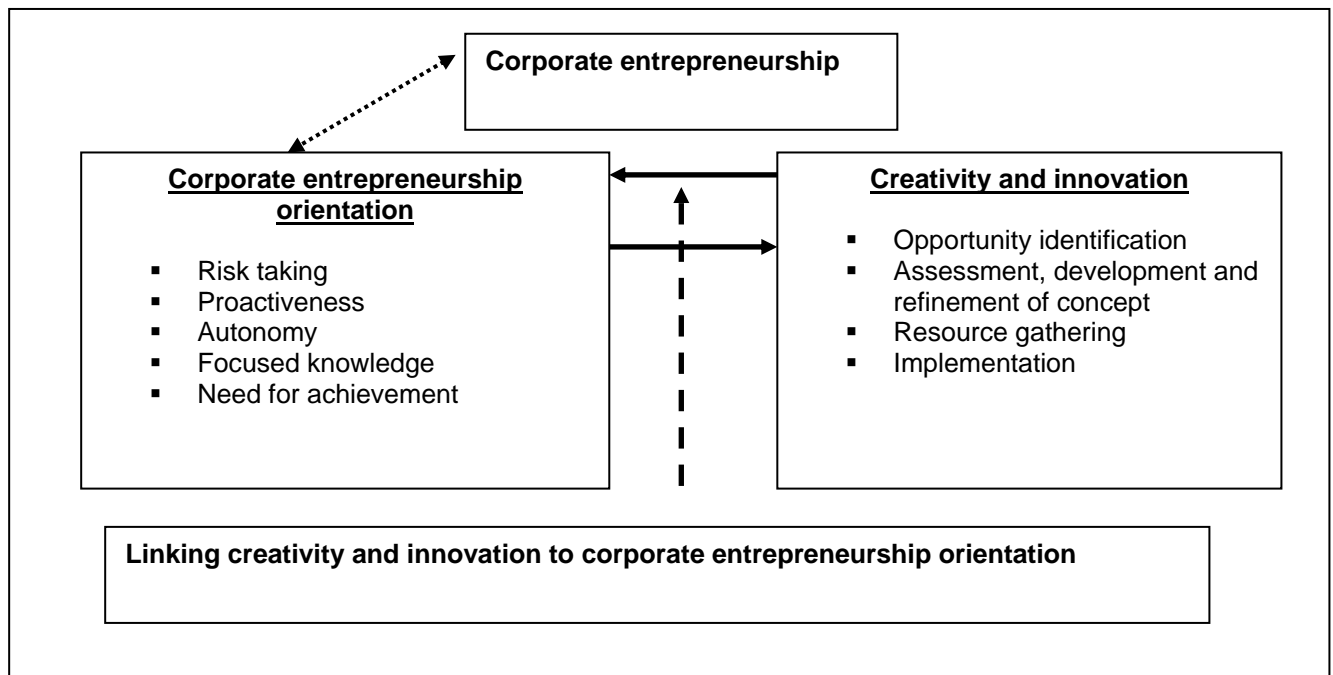 Corporate entrepreneurship
Corporate entrepreneurship
orientation
▪ Risk taking
▪ Proactiveness
▪ Autonomy
▪ Focused knowledge
▪ Need for achievement
Creativity and innovation
▪ Opportunity identification
▪ Assessment, development and
refinement of concept
▪ Resource gathering
▪ Implementation
Linking creativity and innovation to corporate entrepreneurship orientation